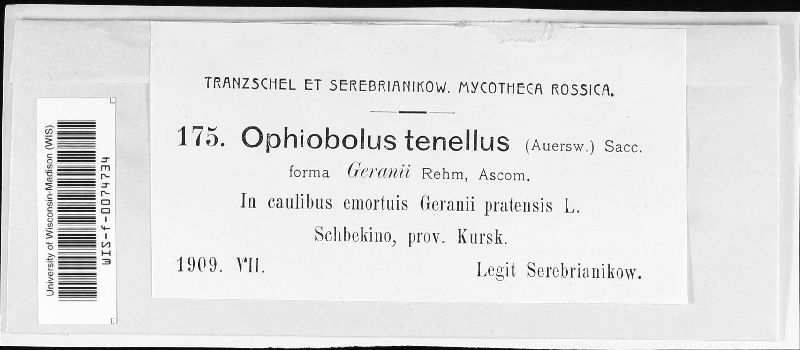 TRANZSCHEL ET SEREBRIANIKOW. MYCOTHECA ROSSICA.
175. Ophiobolus tenellus (Auersw.) Sacc.
forma Geranii Rehm, Ascom.
In caulibus emortuis Geranii pratensis L.
Schbekino, prov. Kursk.
1909. VII. Legit Serebrianikow.
University of Wisconsin-Madison (WIS)
WIS-f-0074734